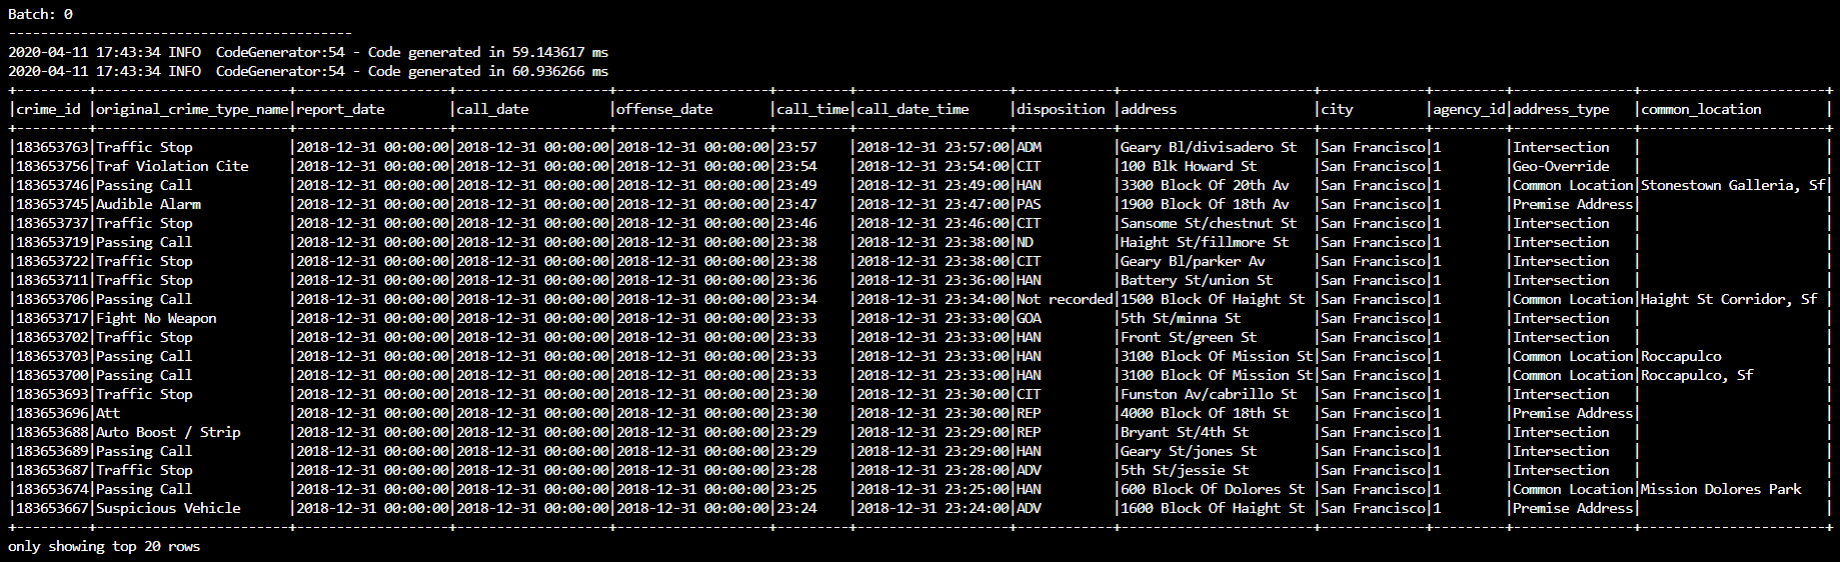 Batch: 0
-------------------------------------------
2020-04-11 17:43:34 INFO  CodeGenerator:54 - Code generated in 59.143617 ms
2020-04-11 17:43:34 INFO  CodeGenerator:54 - Code generated in 60.936266 ms
+---------+------------------------+-------------------+-------------------+-------------------+---------+-------------------+------------+------------------------+-------------+---------+---------------+-----------------------+
|crime_id |original_crime_type_name|report_date        |call_date          |offense_date       |call_time|call_date_time     |disposition |address                 |city         |agency_id|address_type   |common_location        |
+---------+------------------------+-------------------+-------------------+-------------------+---------+-------------------+------------+------------------------+-------------+---------+---------------+-----------------------+
|183653763|Traffic Stop            |2018-12-31 00:00:00|2018-12-31 00:00:00|2018-12-31 00:00:00|23:57    |2018-12-31 23:57:00|ADM         |Geary Bl/divisadero St  |San Francisco|1        |Intersection   |                       |
|183653756|Traf Violation Cite     |2018-12-31 00:00:00|2018-12-31 00:00:00|2018-12-31 00:00:00|23:54    |2018-12-31 23:54:00|CIT         |100 Blk Howard St       |San Francisco|1        |Geo-Override   |                       |
|183653746|Passing Call            |2018-12-31 00:00:00|2018-12-31 00:00:00|2018-12-31 00:00:00|23:49    |2018-12-31 23:49:00|HAN         |3300 Block Of 20th Av   |San Francisco|1        |Common Location|Stonestown Galleria, Sf|
|183653745|Audible Alarm           |2018-12-31 00:00:00|2018-12-31 00:00:00|2018-12-31 00:00:00|23:47    |2018-12-31 23:47:00|PAS         |1900 Block Of 18th Av   |San Francisco|1        |Premise Address|                       |
|183653737|Traffic Stop            |2018-12-31 00:00:00|2018-12-31 00:00:00|2018-12-31 00:00:00|23:46    |2018-12-31 23:46:00|CIT         |Sansome St/chestnut St  |San Francisco|1        |Intersection   |                       |
|183653719|Passing Call            |2018-12-31 00:00:00|2018-12-31 00:00:00|2018-12-31 00:00:00|23:38    |2018-12-31 23:38:00|ND          |Haight St/fillmore St   |San Francisco|1        |Intersection   |                       |
|183653722|Traffic Stop            |2018-12-31 00:00:00|2018-12-31 00:00:00|2018-12-31 00:00:00|23:38    |2018-12-31 23:38:00|CIT         |Geary Bl/parker Av      |San Francisco|1        |Intersection   |                       |
|183653711|Traffic Stop            |2018-12-31 00:00:00|2018-12-31 00:00:00|2018-12-31 00:00:00|23:36    |2018-12-31 23:36:00|HAN         |Battery St/union St     |San Francisco|1        |Intersection   |                       |
|183653706|Passing Call            |2018-12-31 00:00:00|2018-12-31 00:00:00|2018-12-31 00:00:00|23:34    |2018-12-31 23:34:00|Not recorded|1500 Block Of Haight St |San Francisco|1        |Common Location|Haight St Corridor, Sf |
|183653717|Fight No Weapon         |2018-12-31 00:00:00|2018-12-31 00:00:00|2018-12-31 00:00:00|23:33    |2018-12-31 23:33:00|GOA         |5th St/minna St         |San Francisco|1        |Intersection   |                       |
|183653702|Traffic Stop            |2018-12-31 00:00:00|2018-12-31 00:00:00|2018-12-31 00:00:00|23:33    |2018-12-31 23:33:00|HAN         |Front St/green St       |San Francisco|1        |Intersection   |                       |
|183653703|Passing Call            |2018-12-31 00:00:00|2018-12-31 00:00:00|2018-12-31 00:00:00|23:33    |2018-12-31 23:33:00|HAN         |3100 Block Of Mission St|San Francisco|1        |Common Location|Roccapulco             |
|183653700|Passing Call            |2018-12-31 00:00:00|2018-12-31 00:00:00|2018-12-31 00:00:00|23:33    |2018-12-31 23:33:00|HAN         |3100 Block Of Mission St|San Francisco|1        |Common Location|Roccapulco, Sf         |
|183653693|Traffic Stop            |2018-12-31 00:00:00|2018-12-31 00:00:00|2018-12-31 00:00:00|23:30    |2018-12-31 23:30:00|CIT         |Funston Av/cabrillo St  |San Francisco|1        |Intersection   |                       |
|183653696|Att                     |2018-12-31 00:00:00|2018-12-31 00:00:00|2018-12-31 00:00:00|23:30    |2018-12-31 23:30:00|REP         |4000 Block Of 18th St   |San Francisco|1        |Premise Address|                       |
|183653688|Auto Boost / Strip      |2018-12-31 00:00:00|2018-12-31 00:00:00|2018-12-31 00:00:00|23:29    |2018-12-31 23:29:00|REP         |Bryant St/4th St        |San Francisco|1        |Intersection   |                       |
|183653689|Passing Call            |2018-12-31 00:00:00|2018-12-31 00:00:00|2018-12-31 00:00:00|23:29    |2018-12-31 23:29:00|HAN         |Geary St/jones St       |San Francisco|1        |Intersection   |                       |
|183653687|Traffic Stop            |2018-12-31 00:00:00|2018-12-31 00:00:00|2018-12-31 00:00:00|23:28    |2018-12-31 23:28:00|ADV         |5th St/jessie St        |San Francisco|1        |Intersection   |                       |
|183653674|Passing Call            |2018-12-31 00:00:00|2018-12-31 00:00:00|2018-12-31 00:00:00|23:25    |2018-12-31 23:25:00|HAN         |600 Block Of Dolores St |San Francisco|1        |Common Location|Mission Dolores Park   |
|183653667|Suspicious Vehicle      |2018-12-31 00:00:00|2018-12-31 00:00:00|2018-12-31 00:00:00|23:24    |2018-12-31 23:24:00|ADV         |1600 Block Of Haight St |San Francisco|1        |Premise Address|                       |
+---------+------------------------+-------------------+-------------------+-------------------+---------+-------------------+------------+------------------------+-------------+---------+---------------+-----------------------+
only showing top 20 rows